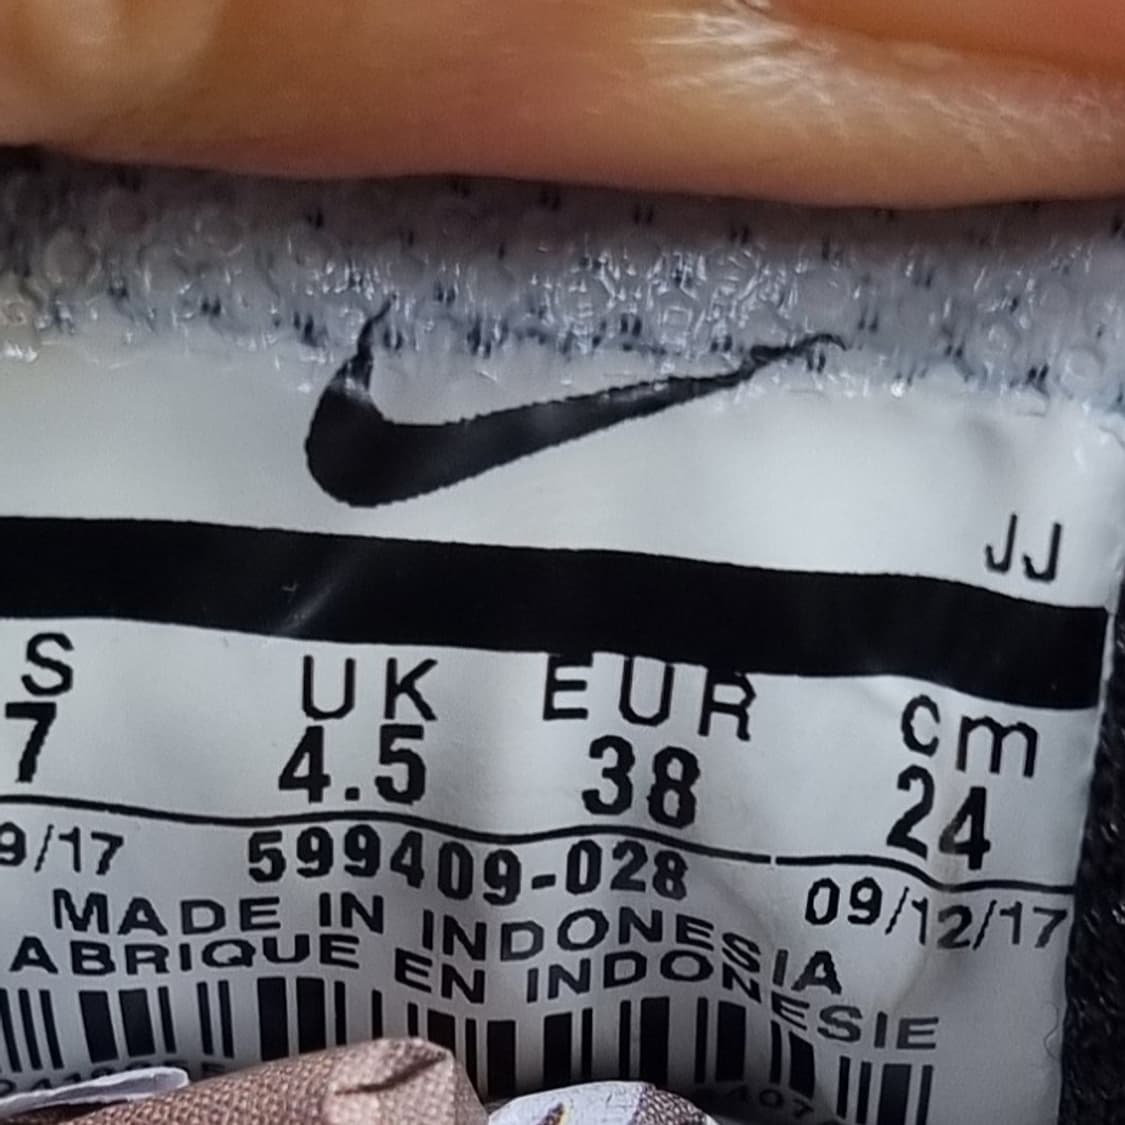 JJ
S UK EUR cm
7 4.5 38 24
9/17 599409-028 09/12/17
MADE IN INDONESIA
ABRIQUE EN INDONESIE